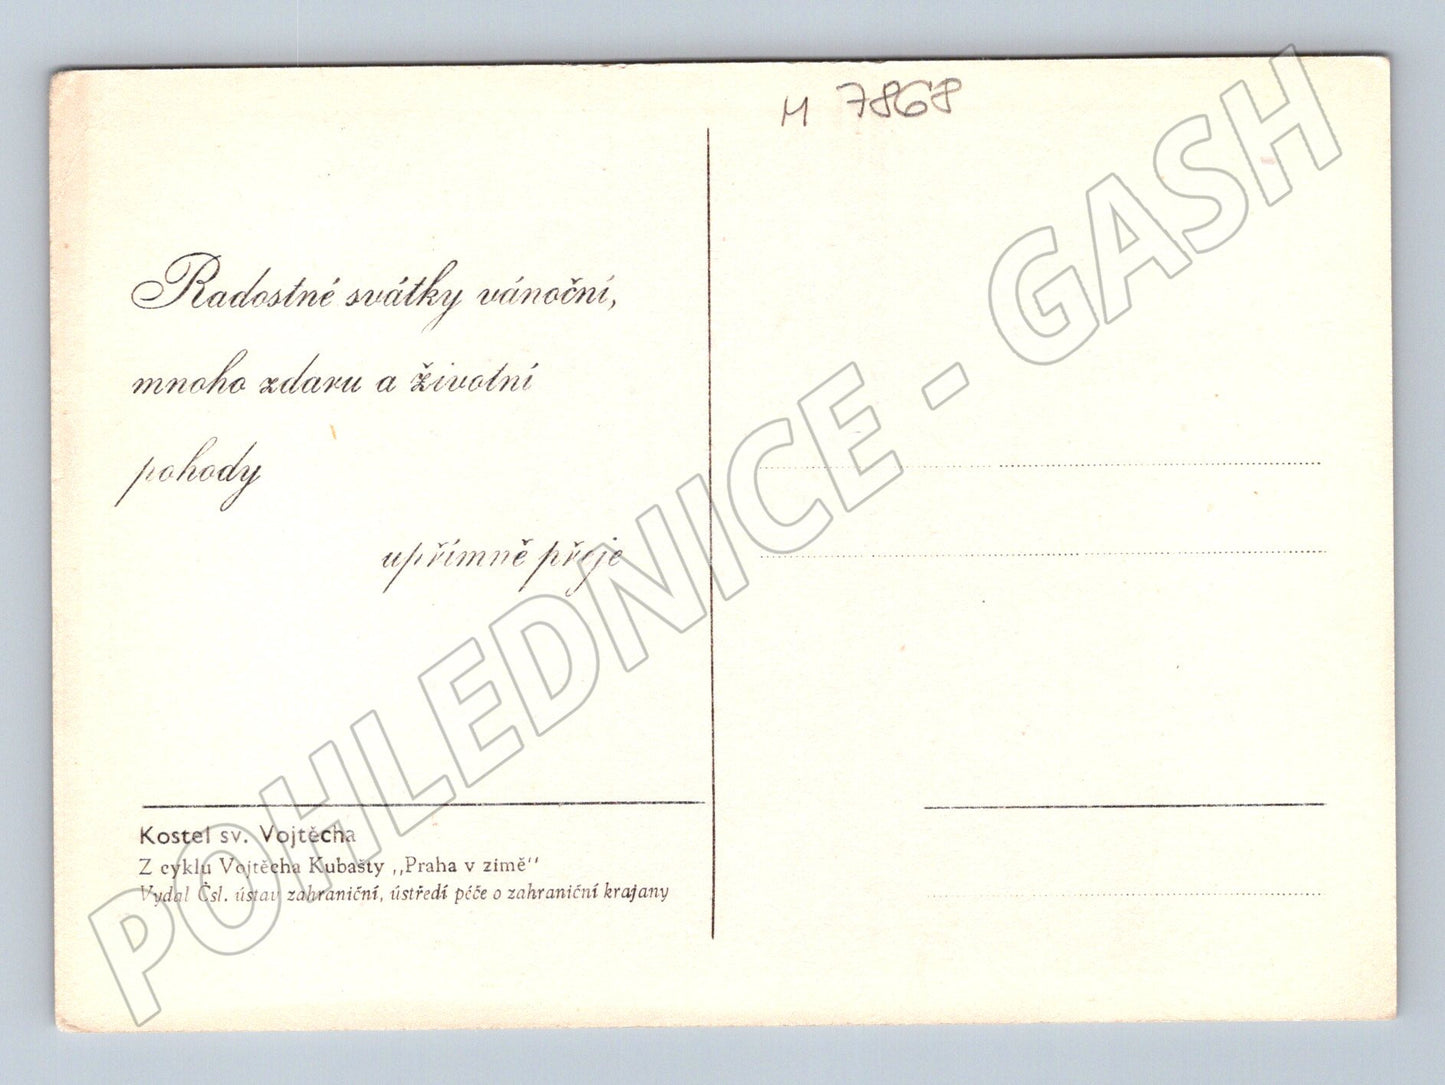 M 7868
Radostné svátky vánoční,
mnoho zdaru a životní
pohody
upřímně přeje
Kostel sv. Vojtěcha
Z cyklu Vojtěcha Kubašty ,,Praha v zimě"
Vydal Čsl. ústav zahraniční, ústředí péče o zahraniční krajany
POHLEDNICE - GASH